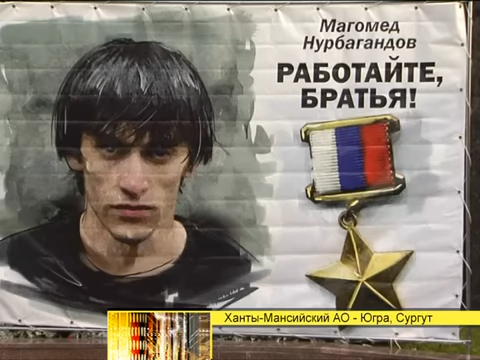 Магомед
Нурбагандов
РАБОТАЙТЕ,
БРАТЬЯ!
Ханты-Мансийский АО - Югра, Сургут